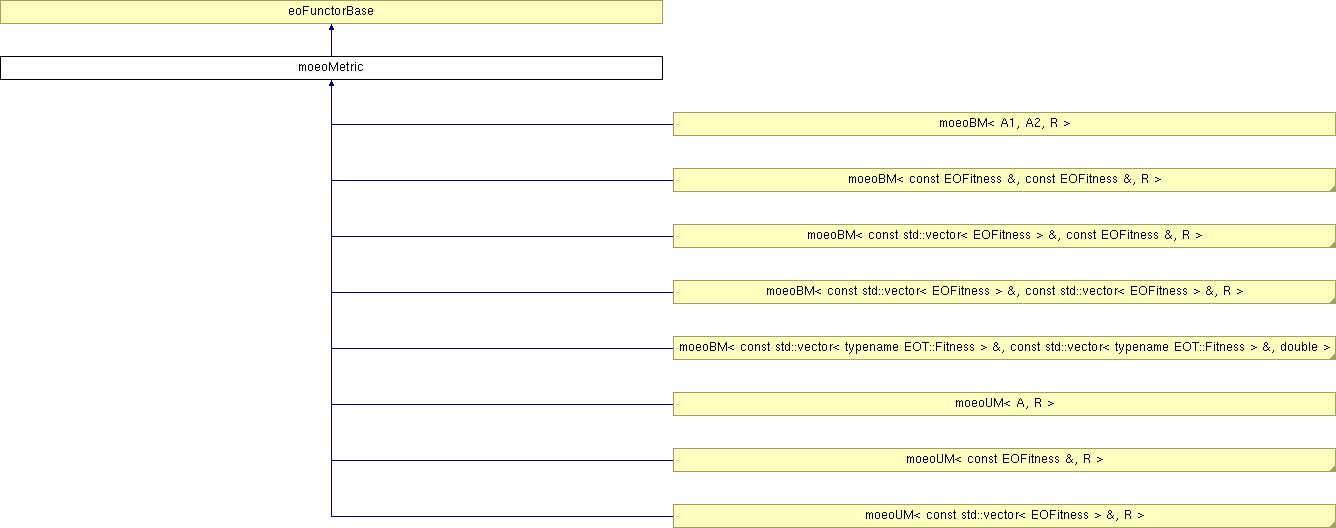 eoFunctorBase
moeoMetric
moeoBM< A1, A2, R >
moeoBM< const EOFitness &, const EOFitness &, R >
moeoBM< const std::vector< EOFitness > &, const EOFitness &, R >
moeoBM< const std::vector< EOFitness > &, const std::vector< EOFitness > &, R >
moeoBM< const std::vector< typename EOT::Fitness > &, const std::vector< typename EOT::Fitness > &, double >
moeoUM< A, R >
moeoUM< const EOFitness &, R >
moeoUM< const std::vector< EOFitness > &, R >